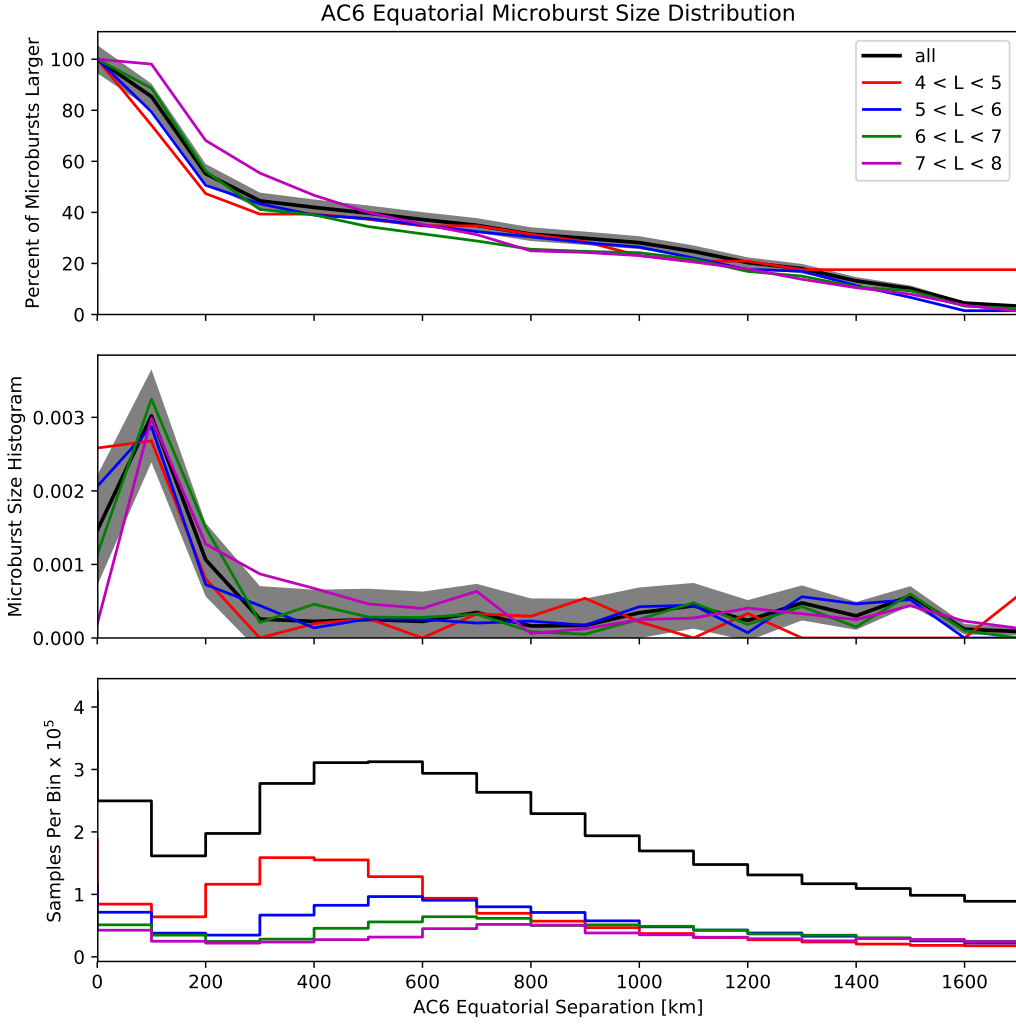 AC6 Equatorial Microburst Size Distribution
Percent of Microbursts Larger
100
80
60
40
20
0
all
4 < L < 5
5 < L < 6
6 < L < 7
7 < L < 8
Microburst Size Histogram
0.003
0.002
0.001
0.000
Samples Per Bin x 10⁵
4
3
2
1
0
0 200 400 600 800 1000 1200 1400 1600
AC6 Equatorial Separation [km]